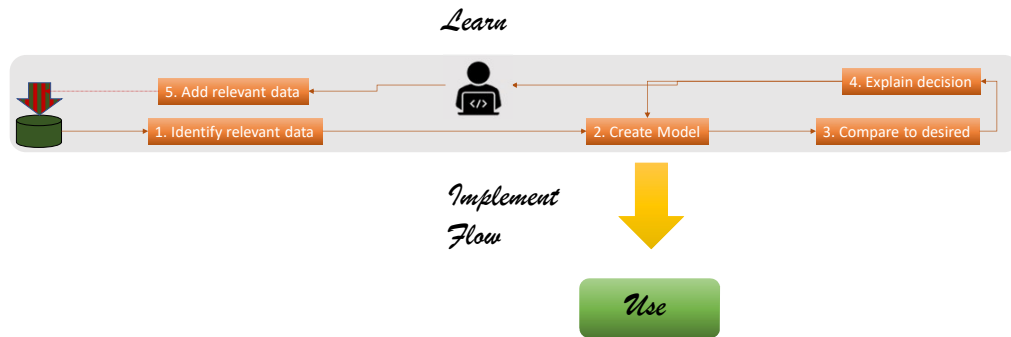 Learn
5. Add relevant data
</>
4. Explain decision
1. Identify relevant data
2. Create Model
3. Compare to desired
Implement
Flow
Use